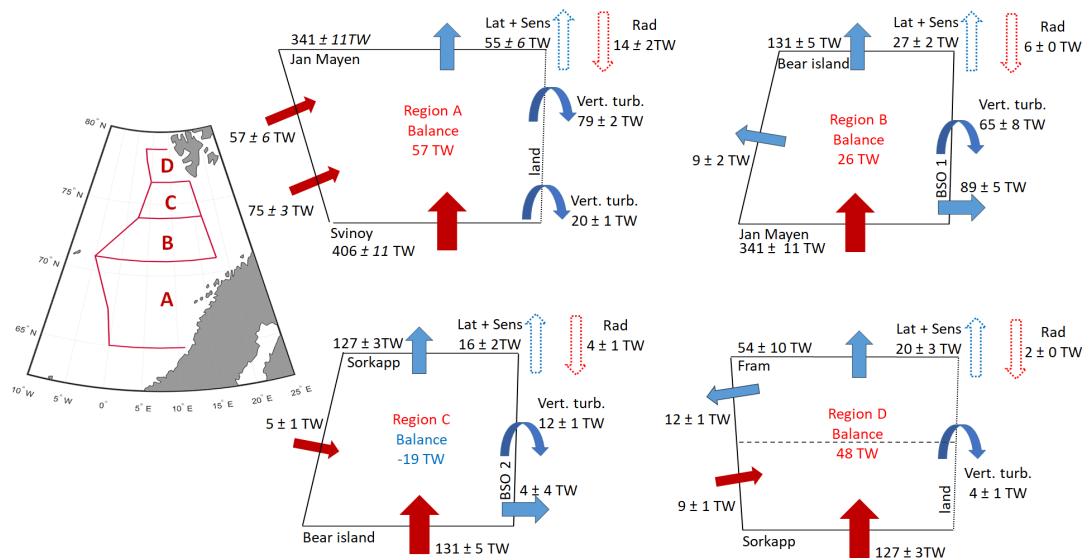 341 ± 11TW
Jan Mayen
Lat + Sens
55 ± 6 TW
Rad
14 ± 2TW
57 ± 6 TW
75 ± 3 TW
Region A
Balance
57 TW
Vert. turb.
79 ± 2 TW
land
Vert. turb.
20 ± 1 TW
Svinoy
406 ± 11 TW
131 ± 5 TW
Bear island
Lat + Sens
27 ± 2 TW
Rad
6 ± 0 TW
9 ± 2 TW
Region B
Balance
26 TW
Vert. turb.
65 ± 8 TW
BSO 1
89 ± 5 TW
Jan Mayen
341 ± 11 TW
80°N
75°N
70°N
65°N
10°W
5°W
0°
5°E
10°E
15°E
20°E
25°E
D
C
B
A
127 ± 3TW
Sorkapp
Lat + Sens
16 ± 2TW
Rad
4 ± 1 TW
5 ± 1 TW
Region C
Balance
-19 TW
Vert. turb.
12 ± 1 TW
BSO 2
4 ± 4 TW
Bear island
131 ± 5 TW
54 ± 10 TW
Fram
Lat + Sens
20 ± 3 TW
Rad
2 ± 0 TW
12 ± 1 TW
9 ± 1 TW
Region D
Balance
48 TW
Vert. turb.
4 ± 1 TW
land
Sorkapp
127 ± 3TW